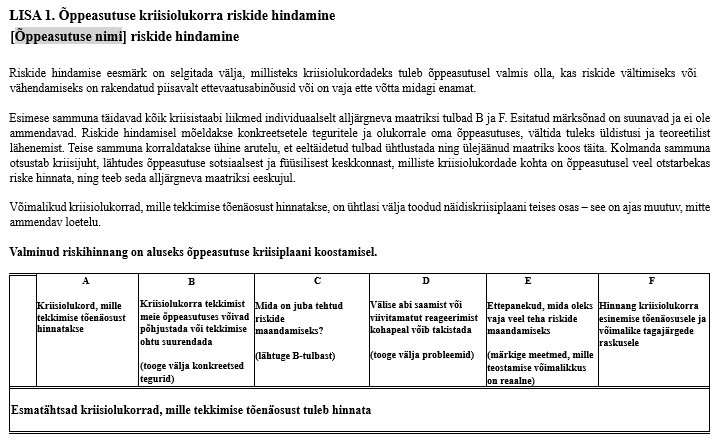 LISA 1. Õppeasutuse kriisiolukorra riskide hindamine
[Õppeasutuse nimi] riskide hindamine
Riskide hindamise eesmärk on selgitada välja, millisteks kriisiolukordadeks tuleb õppeasutusel valmis olla, kas riskide vältimiseks või
vähendamiseks on rakendatud piisavalt ettevaatusabinõusid või on vaja ette võtta midagi enamat.
Esimese sammuna täidavad kõik kriisistaabi liikmed individuaalselt alljärgneva maatriksi tulbad B ja F. Esitatud märksõnad on suunavad ja ei ole
ammendavad. Riskide hindamisel mõeldakse konkreetsetele teguritele ja olukorrale oma õppeasutuses, vältida tuleks üldistusi ja teoreetilist
lähenemist. Teise sammuna korraldatakse ühine arutelu, et eeltäidetud tulbad ühtlustada ning ülejäänud maatriks koos täita. Kolmanda sammuna
otsustab kriisijuht, lähtudes õppeasutuse sotsiaalsest ja füüsilisest keskkonnast, milliste kriisiolukordade kohta on õppeasutusel veel otstarbekas
riske hinnata, ning teeb seda alljärgneva maatriksi eeskujul.
Võimalikud kriisiolukorrad, mille tekkimise tõenäosust hinnatakse, on ühtlasi välja toodud näidiskriisiplaani teises osas – see on ajas muutuv, mitte
ammendav loetelu.
Valminud riskihinnang on aluseks õppeasutuse kriisiplaani koostamisel.
A
Kriisiolukord, mille
tekkimise tõenäosust
hinnatakse
B
Kriisiolukorra tekkimist
meie õppeasutuses võivad
põhjustada või tekkimise
ohtu suurendada
(tooge välja konkreetsed
tegurid)
C
Mida on juba tehtud
riskide
maandamiseks?
(lähtuge B-tulbast)
D
Välise abi saamist või
viivitamatut reageerimist
kohapeal võib takistada
(tooge välja probleemid)
E
Ettepanekud, mida oleks
vaja veel teha riskide
maandamiseks
(märkige meetmed, mille
teostamise võimalikkus
on reaalne)
F
Hinnang kriisiolukorra
esinemise tõenäosusele ja
võimalike tagajärgede
raskusele
Esmatähtsad kriisiolukorrad, mille tekkimise tõenäosust tuleb hinnata